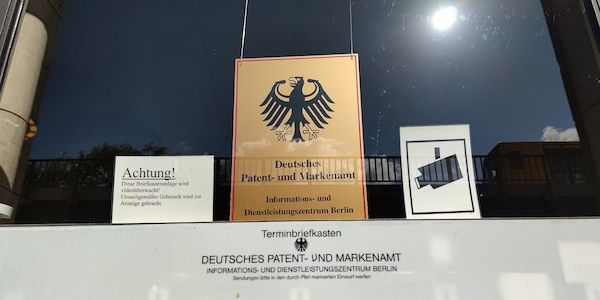 Achtung!
Diese Briefkastenanlage wird
videoüberwacht!
Unsachgemäßer Gebrauch wird zur
Anzeige gebracht.
Deutsches
Patent- und Markenamt
Informations- und
Dienstleistungszentrum Berlin
Terminbriefkasten
DEUTSCHES PATENT- UND MARKENAMT
INFORMATIONS- UND DIENSTLEISTUNGSZENTRUM BERLIN
Sendungen bitte in den durch Pfeil markierten Einwurf werfen